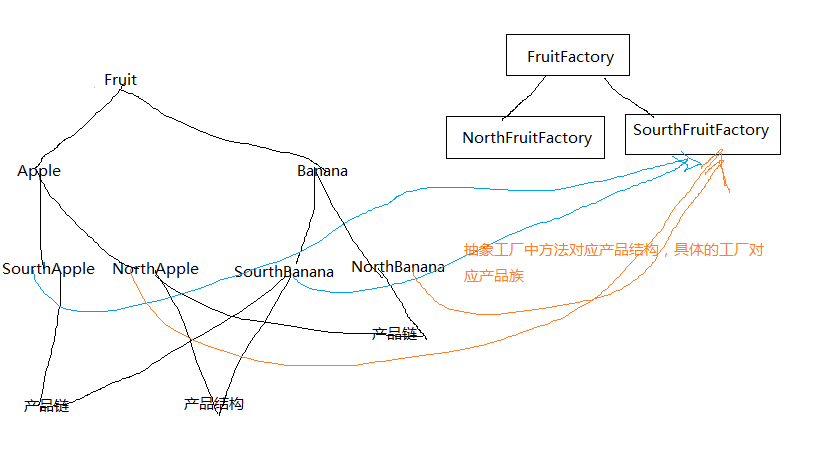 FruitFactory
Fruit
NorthFruitFactory
SourthFruitFactory
Apple
Banana
抽象工厂中方法对应产品结构，具体的工厂对
应产品族
SourthApple
NorthApple
SourthBanana
NorthBanana
产品链
产品链
产品结构